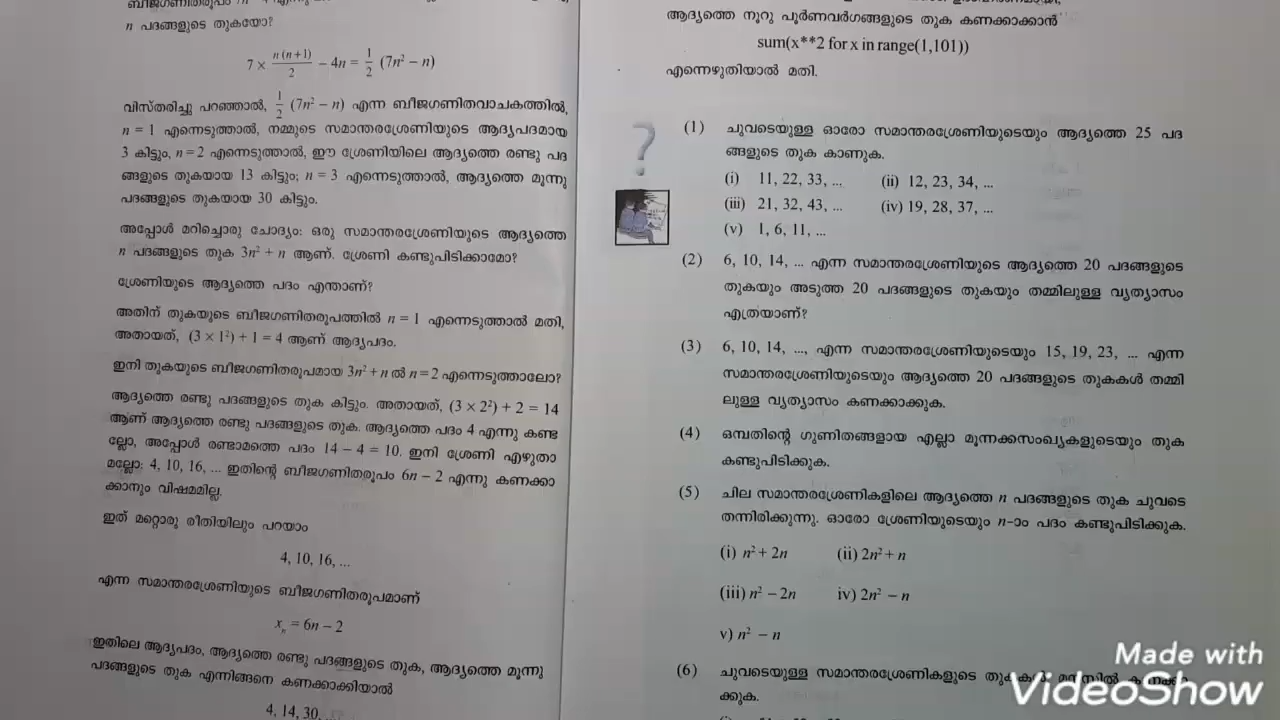 n പദങ്ങളുടെ തുകയോ?
7 × n(n+1)/2 − 4n = 1/2 (7n² − n)
വിസ്തരിച്ചു പറഞ്ഞാൽ, 1/2 (7n² − n) എന്ന ബീജഗണിതവാചകത്തിൽ,
n = 1 എന്നെടുത്താൽ, നമ്മുടെ സമാന്തരശ്രേണിയുടെ ആദ്യപദമായ
3 കിട്ടും, n = 2 എന്നെടുത്താൽ, ഈ ശ്രേണിയിലെ ആദ്യത്തെ രണ്ടു പദ
ങ്ങളുടെ തുകയായ 13 കിട്ടും; n = 3 എന്നെടുത്താൽ, ആദ്യത്തെ മൂന്നു
പദങ്ങളുടെ തുകയായ 30 കിട്ടും.
അപ്പോൾ മറിച്ചൊരു ചോദ്യം: ഒരു സമാന്തരശ്രേണിയുടെ ആദ്യത്തെ
n പദങ്ങളുടെ തുക 3n² + n ആണ്. ശ്രേണി കണ്ടുപിടിക്കാമോ?
ശ്രേണിയുടെ ആദ്യത്തെ പദം എന്താണ്?
അതിന് തുകയുടെ ബീജഗണിതരൂപത്തിൽ n = 1 എന്നെടുത്താൽ മതി,
അതായത്, (3 × 1²) + 1 = 4 ആണ് ആദ്യപദം.
ഇനി തുകയുടെ ബീജഗണിതരൂപമായ 3n² + n ൽ n = 2 എന്നെടുത്താലോ?
ആദ്യത്തെ രണ്ടു പദങ്ങളുടെ തുക കിട്ടും. അതായത്, (3 × 2²) + 2 = 14
ആണ് ആദ്യത്തെ രണ്ടു പദങ്ങളുടെ തുക. ആദ്യത്തെ പദം 4 എന്നു കണ്ട
ല്ലോ, അപ്പോൾ രണ്ടാമത്തെ പദം 14 − 4 = 10. ഇനി ശ്രേണി എഴുതാ
മല്ലോ: 4, 10, 16, ... ഇതിന്റെ ബീജഗണിതരൂപം 6n − 2 എന്നു കണക്കാ
ക്കാനും വിഷമമില്ല.
ഇത് മറ്റൊരു രീതിയിലും പറയാം
4, 10, 16, ...
എന്ന സമാന്തരശ്രേണിയുടെ ബീജഗണിതരൂപമാണ്
xₙ = 6n − 2
ഇതിലെ ആദ്യപദം, ആദ്യത്തെ രണ്ടു പദങ്ങളുടെ തുക, ആദ്യത്തെ മൂന്നു
പദങ്ങളുടെ തുക എന്നിങ്ങനെ കണക്കാക്കിയാൽ
4, 14, 30, ...
ആദ്യത്തെ നൂറു പൂർണവർഗങ്ങളുടെ തുക കണക്കാക്കാൻ
sum(x**2 for x in range(1,101))
എന്നെഴുതിയാൽ മതി.
(1) ചുവടെയുള്ള ഓരോ സമാന്തരശ്രേണിയുടെയും ആദ്യത്തെ 25 പദ
ങ്ങളുടെ തുക കാണുക.
(i) 11, 22, 33, ... (ii) 12, 23, 34, ...
(iii) 21, 32, 43, ... (iv) 19, 28, 37, ...
(v) 1, 6, 11, ...
(2) 6, 10, 14, ... എന്ന സമാന്തരശ്രേണിയുടെ ആദ്യത്തെ 20 പദങ്ങളുടെ
തുകയും അടുത്ത 20 പദങ്ങളുടെ തുകയും തമ്മിലുള്ള വ്യത്യാസം
എത്രയാണ്?
(3) 6, 10, 14, ..., എന്ന സമാന്തരശ്രേണിയുടെയും 15, 19, 23, ... എന്ന
സമാന്തരശ്രേണിയുടെയും ആദ്യത്തെ 20 പദങ്ങളുടെ തുകകൾ തമ്മി
ലുള്ള വ്യത്യാസം കണക്കാക്കുക.
(4) ഒമ്പതിന്റെ ഗുണിതങ്ങളായ എല്ലാ മൂന്നക്കസംഖ്യകളുടെയും തുക
കണ്ടുപിടിക്കുക.
(5) ചില സമാന്തരശ്രേണികളിലെ ആദ്യത്തെ n പദങ്ങളുടെ തുക ചുവടെ
തന്നിരിക്കുന്നു. ഓരോ ശ്രേണിയുടെയും n-ാം പദം കണ്ടുപിടിക്കുക.
(i) n² + 2n (ii) 2n² + n
(iii) n² − 2n iv) 2n² − n
v) n² − n
(6) ചുവടെയുള്ള സമാന്തരശ്രേണികളുടെ
ക്കുക.
Made with
VideoShow